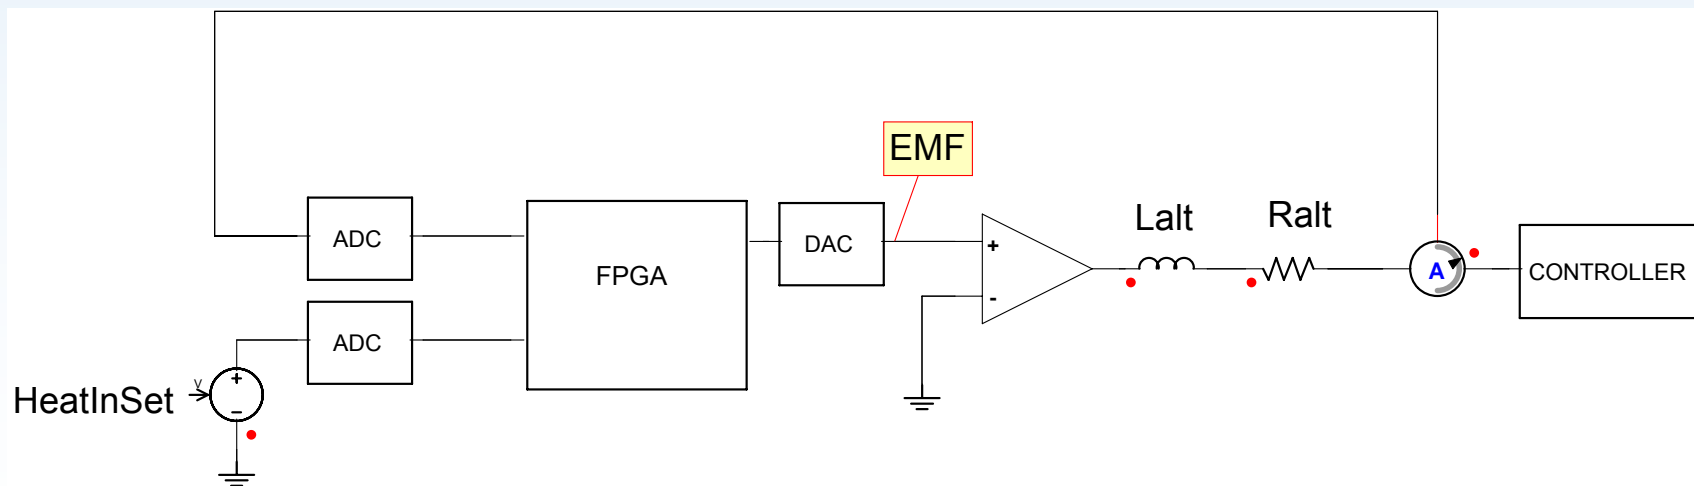 EMF
Lalt
Ralt
ADC
FPGA
DAC
+
-
A
CONTROLLER
ADC
HeatInSet
V
+
–